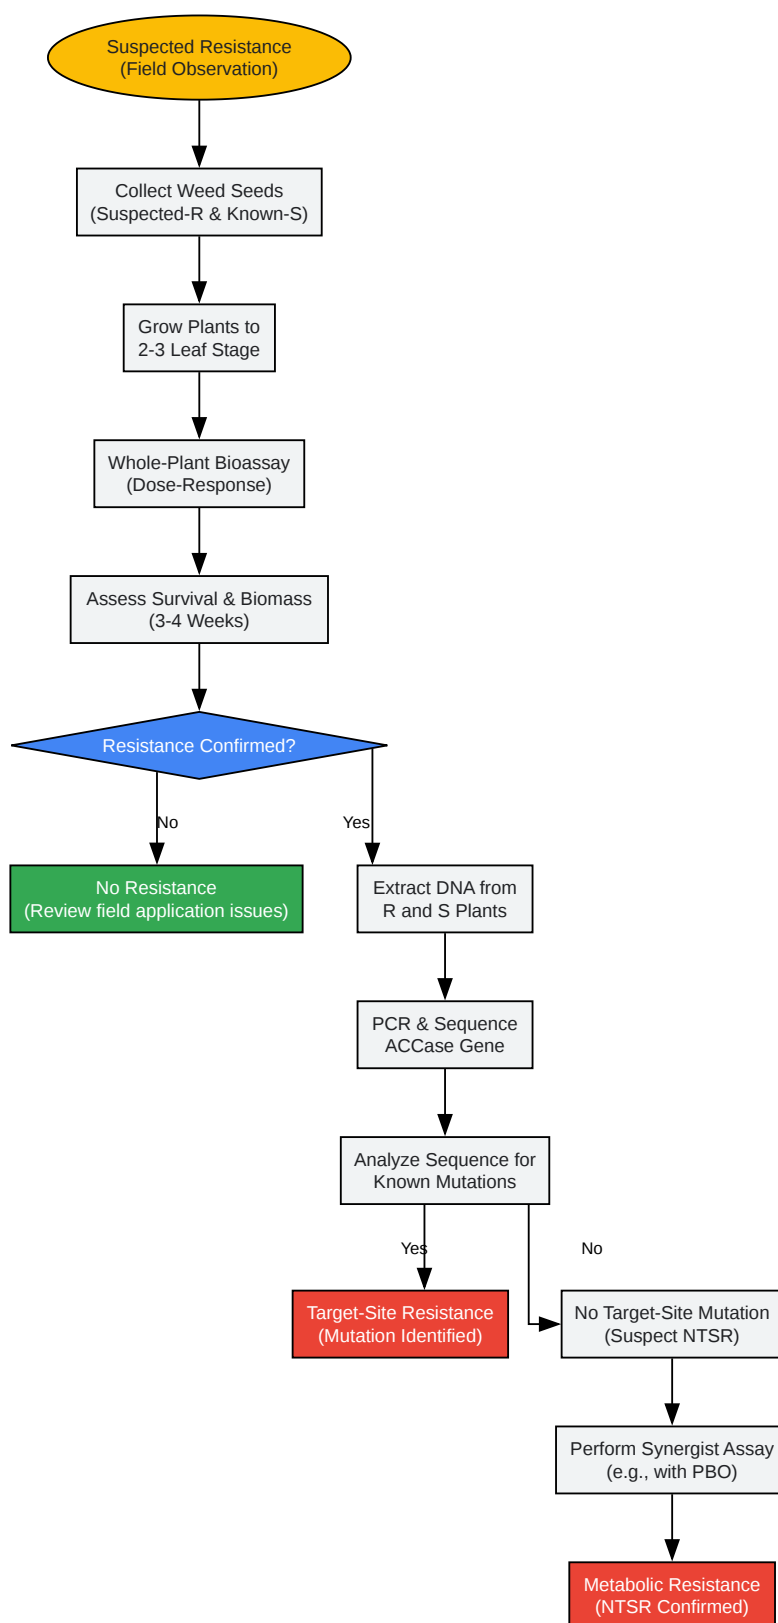 Suspected Resistance
(Field Observation)
Collect Weed Seeds
(Suspected-R & Known-S)
Grow Plants to
2-3 Leaf Stage
Whole-Plant Bioassay
(Dose-Response)
Assess Survival & Biomass
(3-4 Weeks)
Resistance Confirmed?
No
Yes
No Resistance
(Review field application issues)
Extract DNA from
R and S Plants
PCR & Sequence
ACCase Gene
Analyze Sequence for
Known Mutations
Yes
No
Target-Site Resistance
(Mutation Identified)
No Target-Site Mutation
(Suspect NTSR)
Perform Synergist Assay
(e.g., with PBO)
Metabolic Resistance
(NTSR Confirmed)